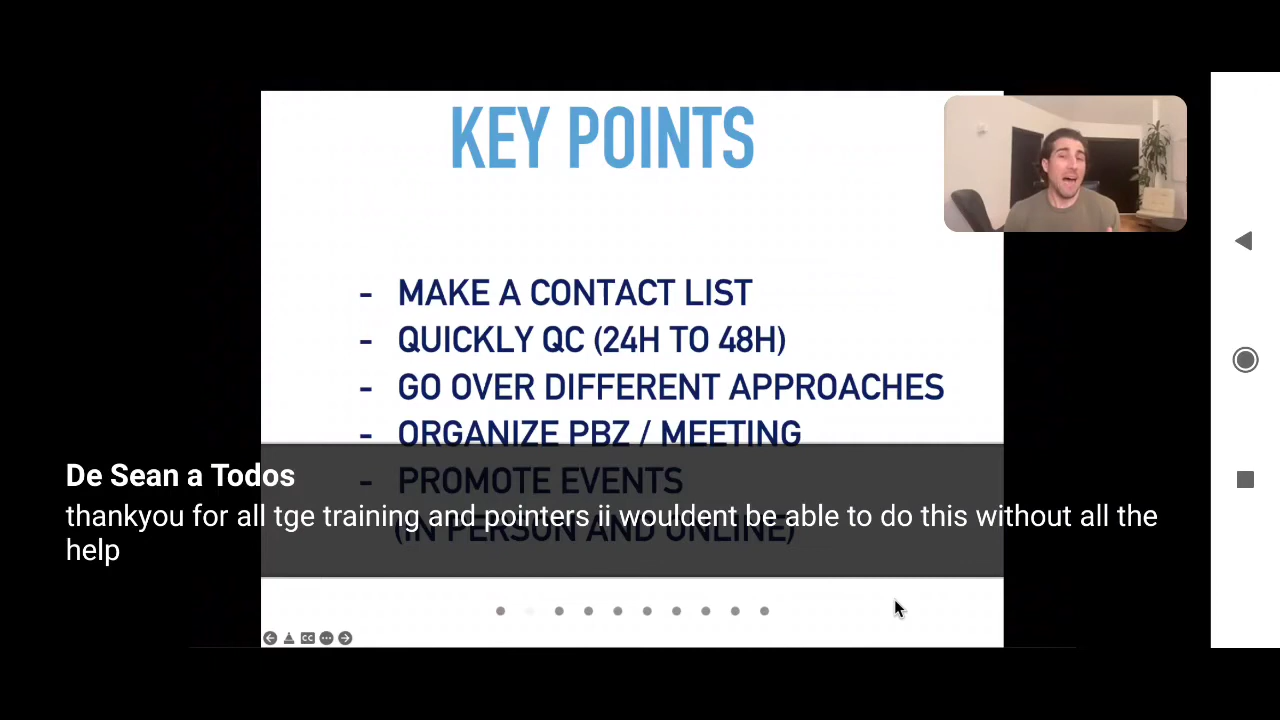 KEY POINTS
- MAKE A CONTACT LIST
- QUICKLY QC (24H TO 48H)
- GO OVER DIFFERENT APPROACHES
- ORGANIZE PBZ / MEETING
- PROMOTE EVENTS
(IN PERSON AND ONLINE)
De Sean a Todos
thankyou for all tge training and pointers ii wouldent be able to do this without all the
help
CC